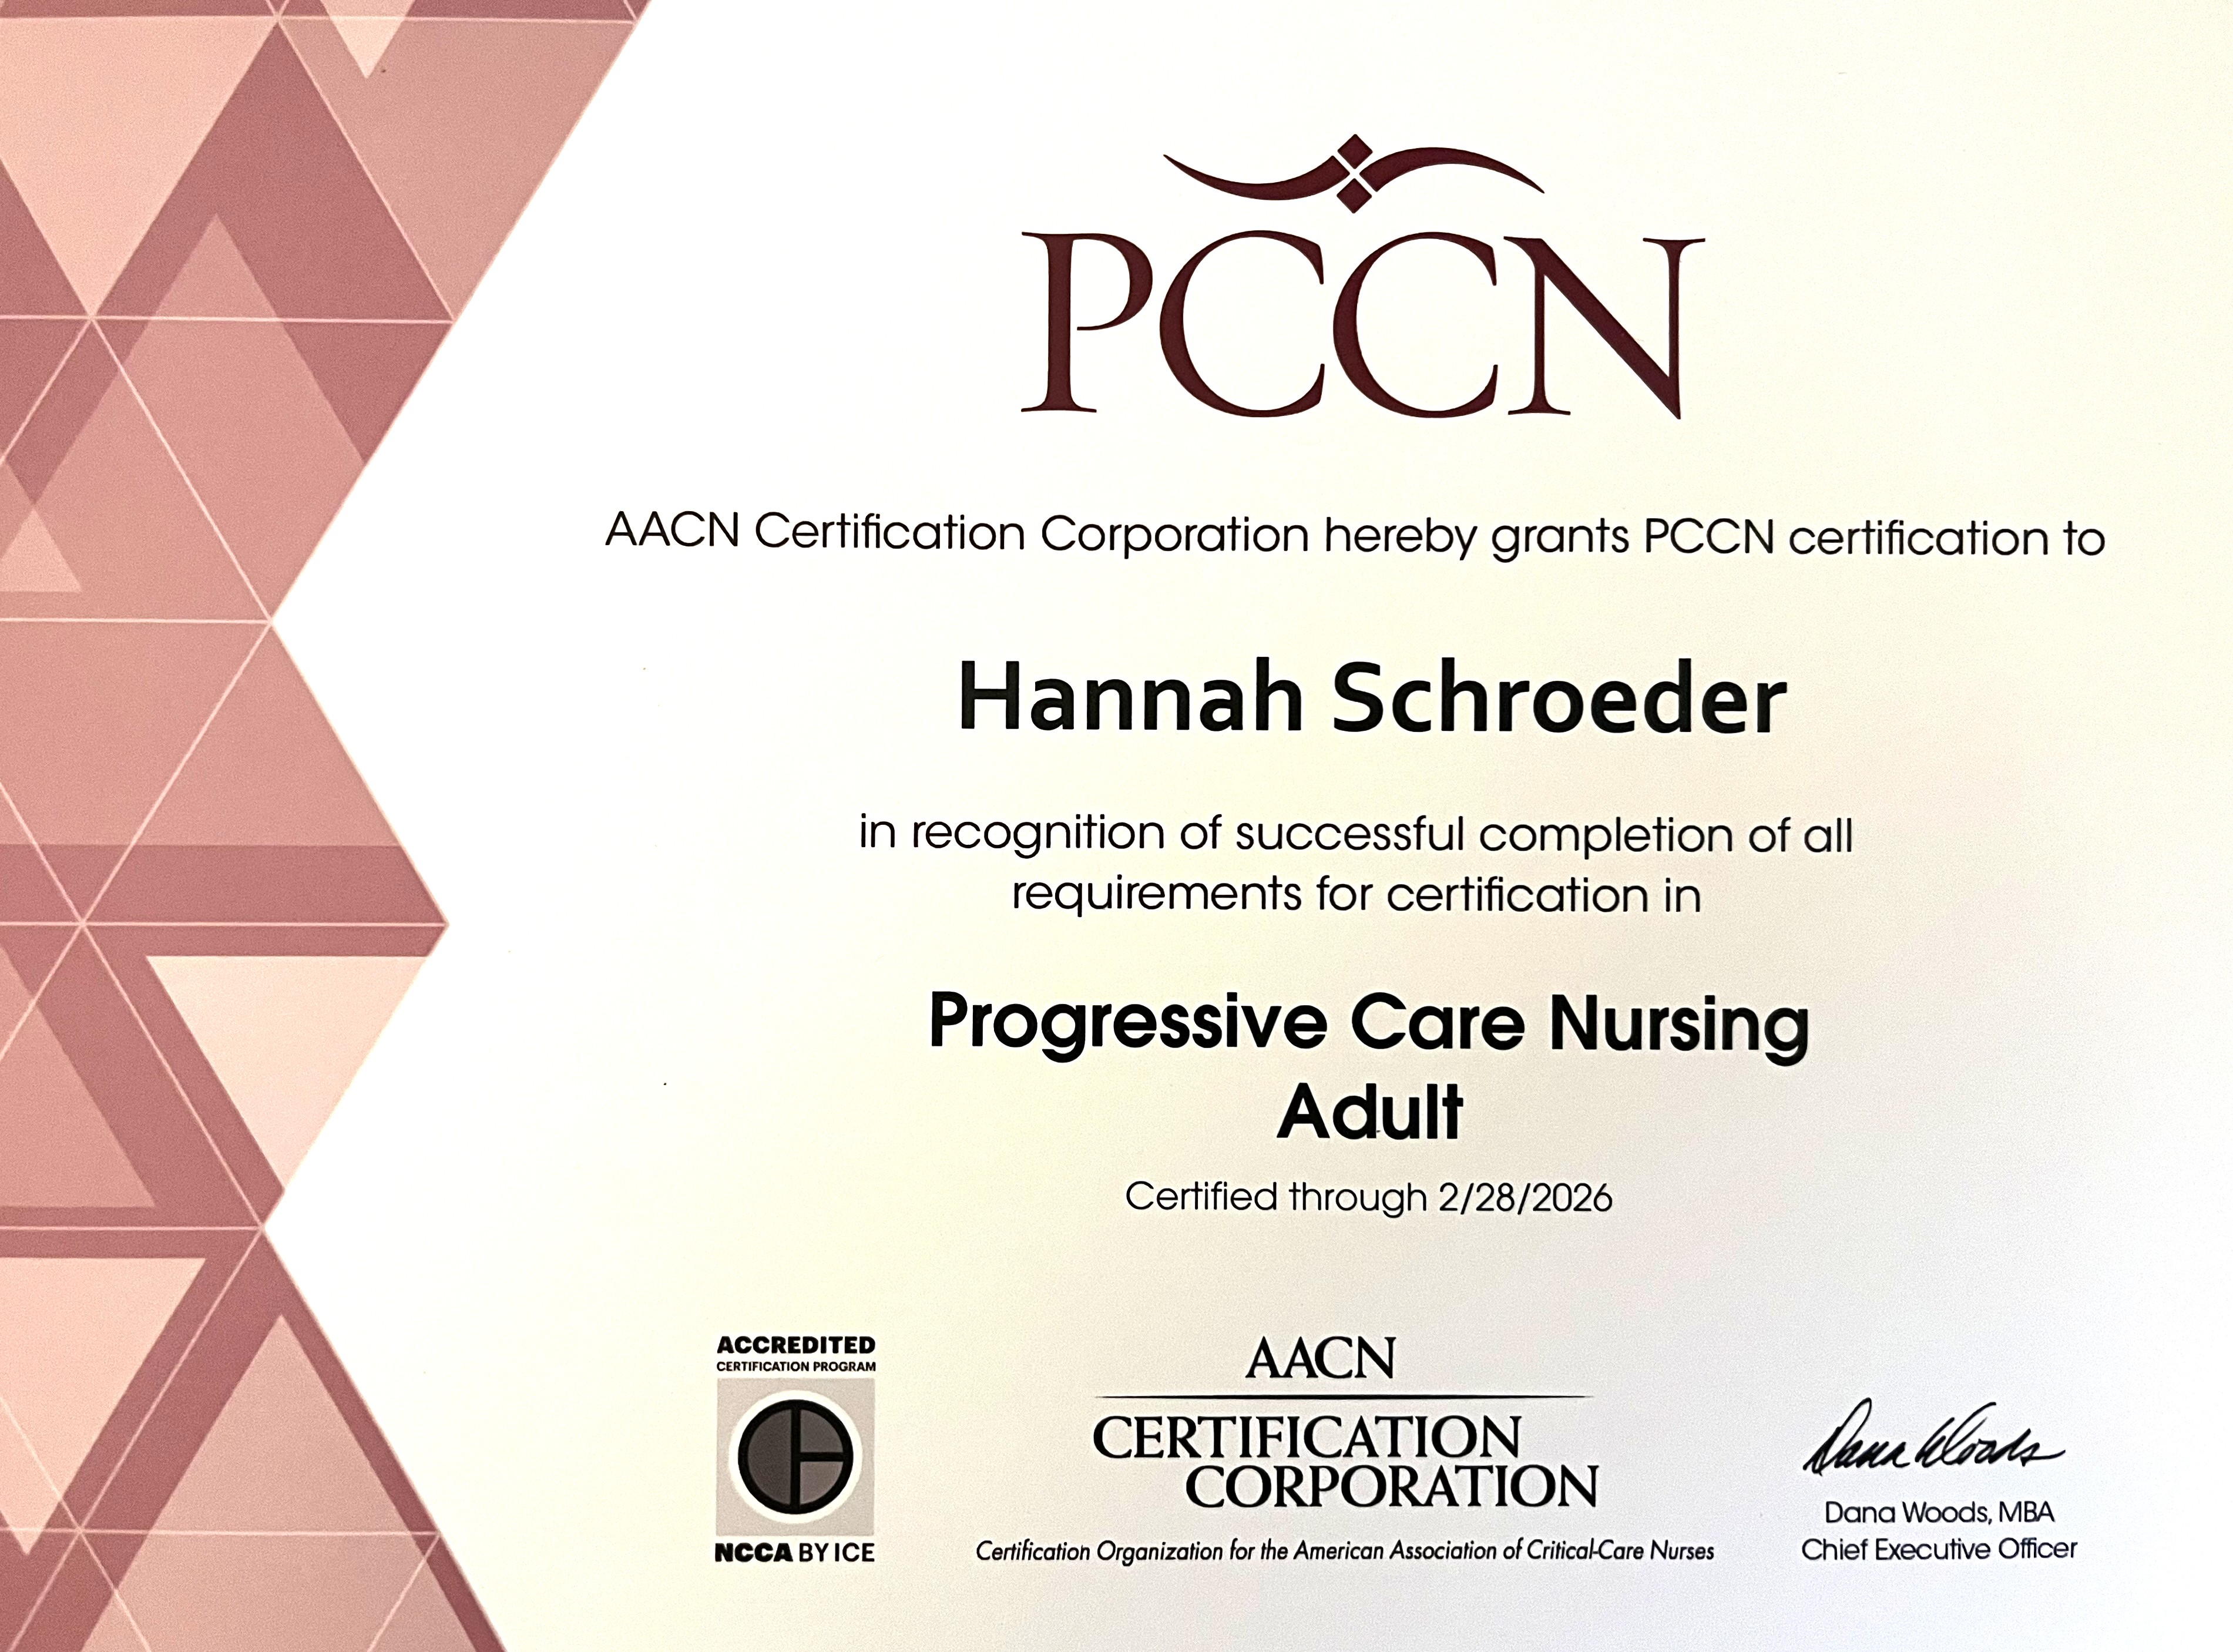 PCCN
AACN Certification Corporation hereby grants PCCN certification to
Hannah Schroeder
in recognition of successful completion of all
requirements for certification in
Progressive Care Nursing
Adult
Certified through 2/28/2026
ACCREDITED
CERTIFICATION PROGRAM
NCCA BY ICE
AACN
CERTIFICATION
CORPORATION
Certification Organization for the American Association of Critical-Care Nurses
Dana Woods
Dana Woods, MBA
Chief Executive Officer